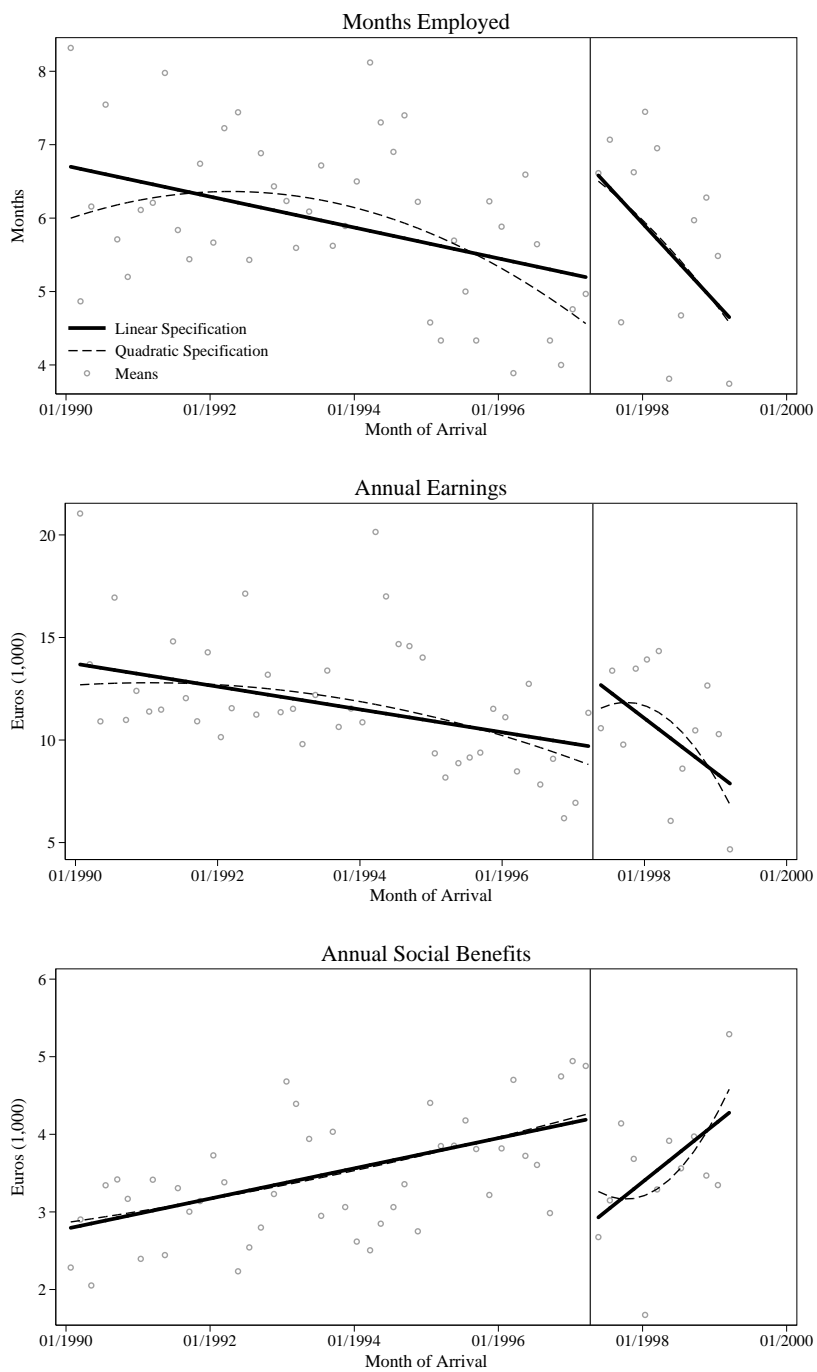 Months Employed
8
7
6
5
4
Months
Linear Specification
Quadratic Specification
Means
01/1990 01/1992 01/1994 01/1996 01/1998 01/2000
Month of Arrival
Annual Earnings
20
15
10
5
Euros (1,000)
01/1990 01/1992 01/1994 01/1996 01/1998 01/2000
Month of Arrival
Annual Social Benefits
6
5
4
3
2
Euros (1,000)
01/1990 01/1992 01/1994 01/1996 01/1998 01/2000
Month of Arrival